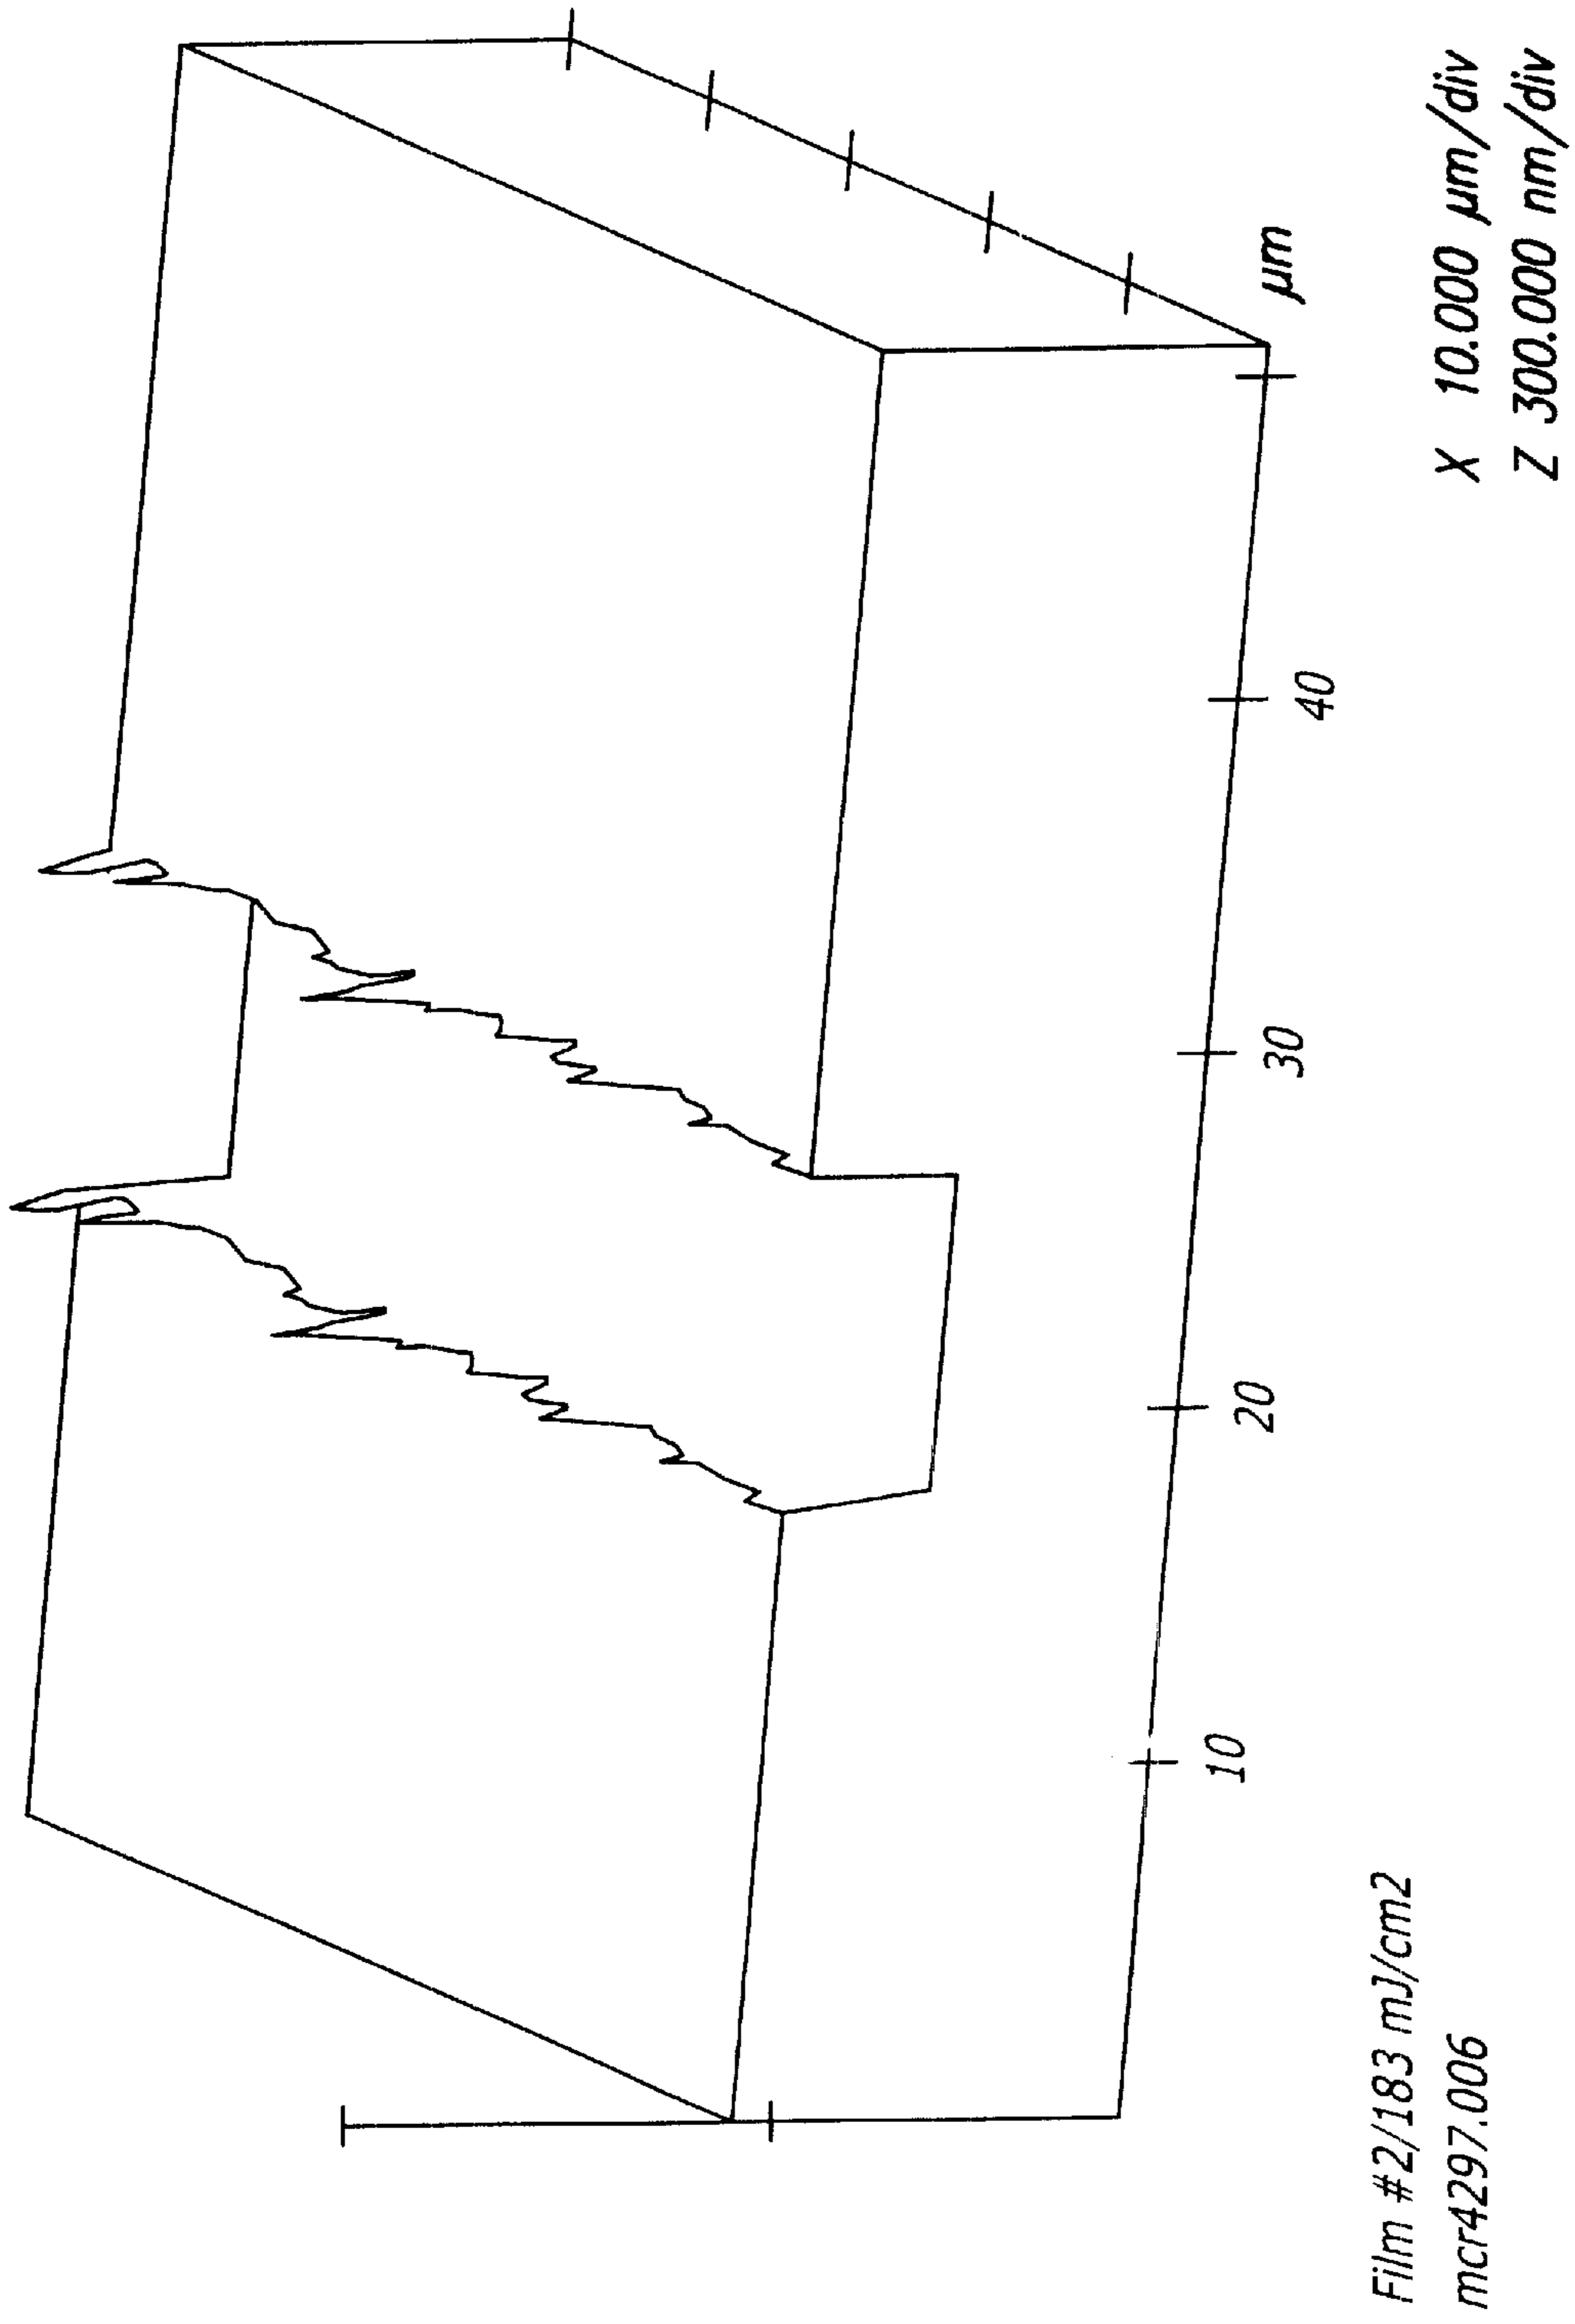 10
20
30
40
µm
X 10.000 µm/div
Z 300.000 nm/div
Film #2/183 mJ/cm2
mcr4297.006